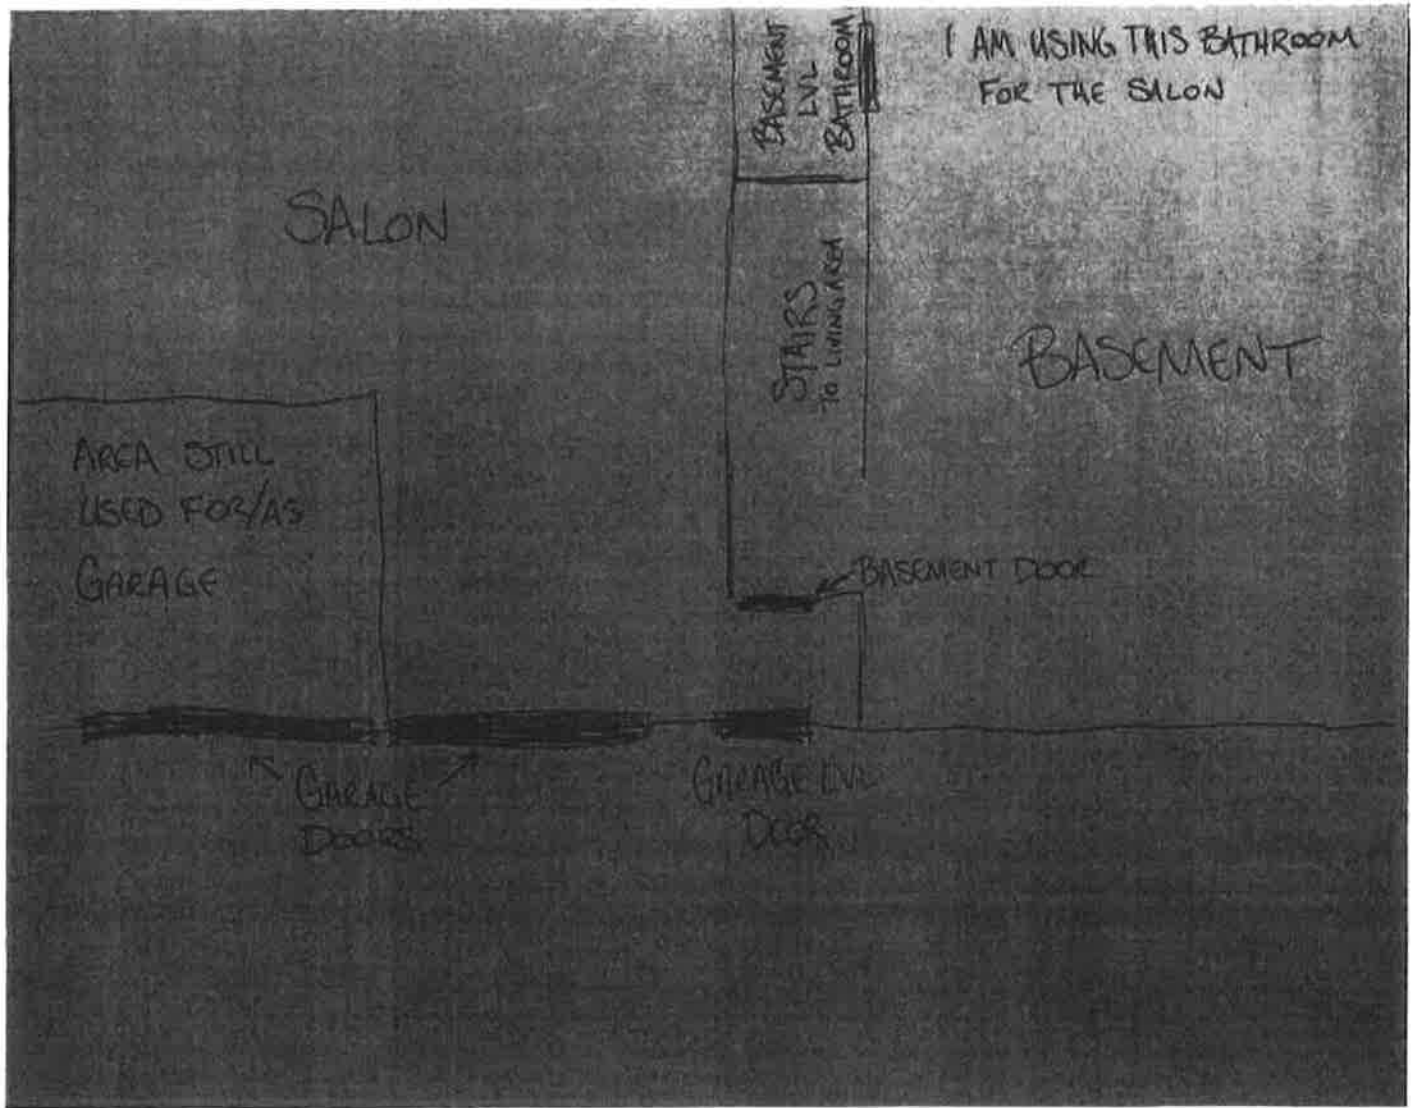 I AM USING THIS BATHROOM
FOR THE SALON
BASEMENT
LVL
BATHROOM
SALON
STAIRS
TO LIVING AREA
BASEMENT
AREA STILL
USED FOR/AS
GARAGE
BASEMENT DOOR
GARAGE
DOORS
GARAGE LVL
DOOR